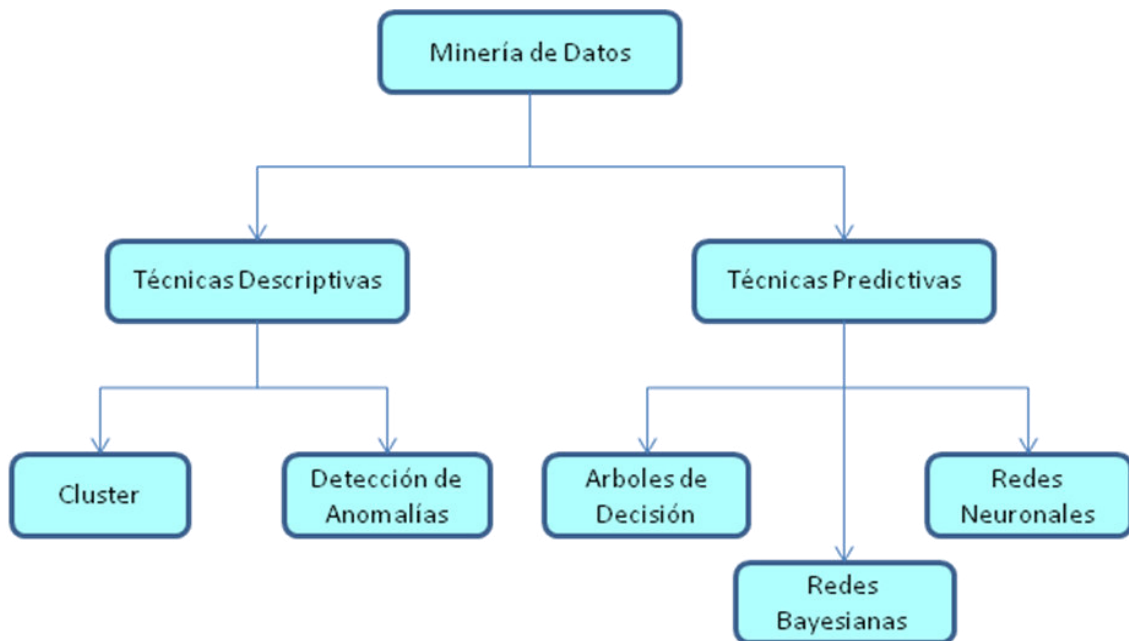 Minería de Datos
Técnicas Descriptivas
Técnicas Predictivas
Cluster
Detección de
Anomalías
Arboles de
Decisión
Redes
Neuronales
Redes
Bayesianas